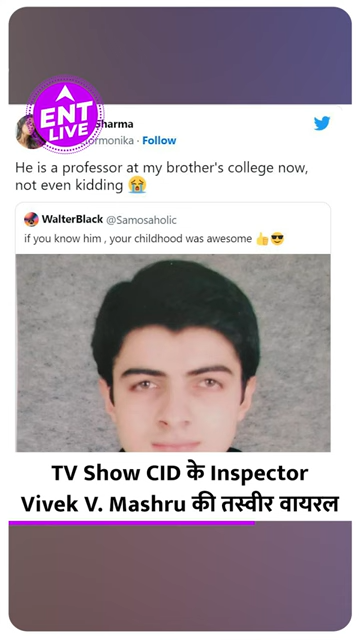 ENT
LIVE
Sharma
ormonika · Follow
He is a professor at my brother's college now,
not even kidding 😭
WalterBlack @Samosaholic
if you know him , your childhood was awesome 👍😎
TV Show CID के Inspector
Vivek V. Mashru की तस्वीर वायरल